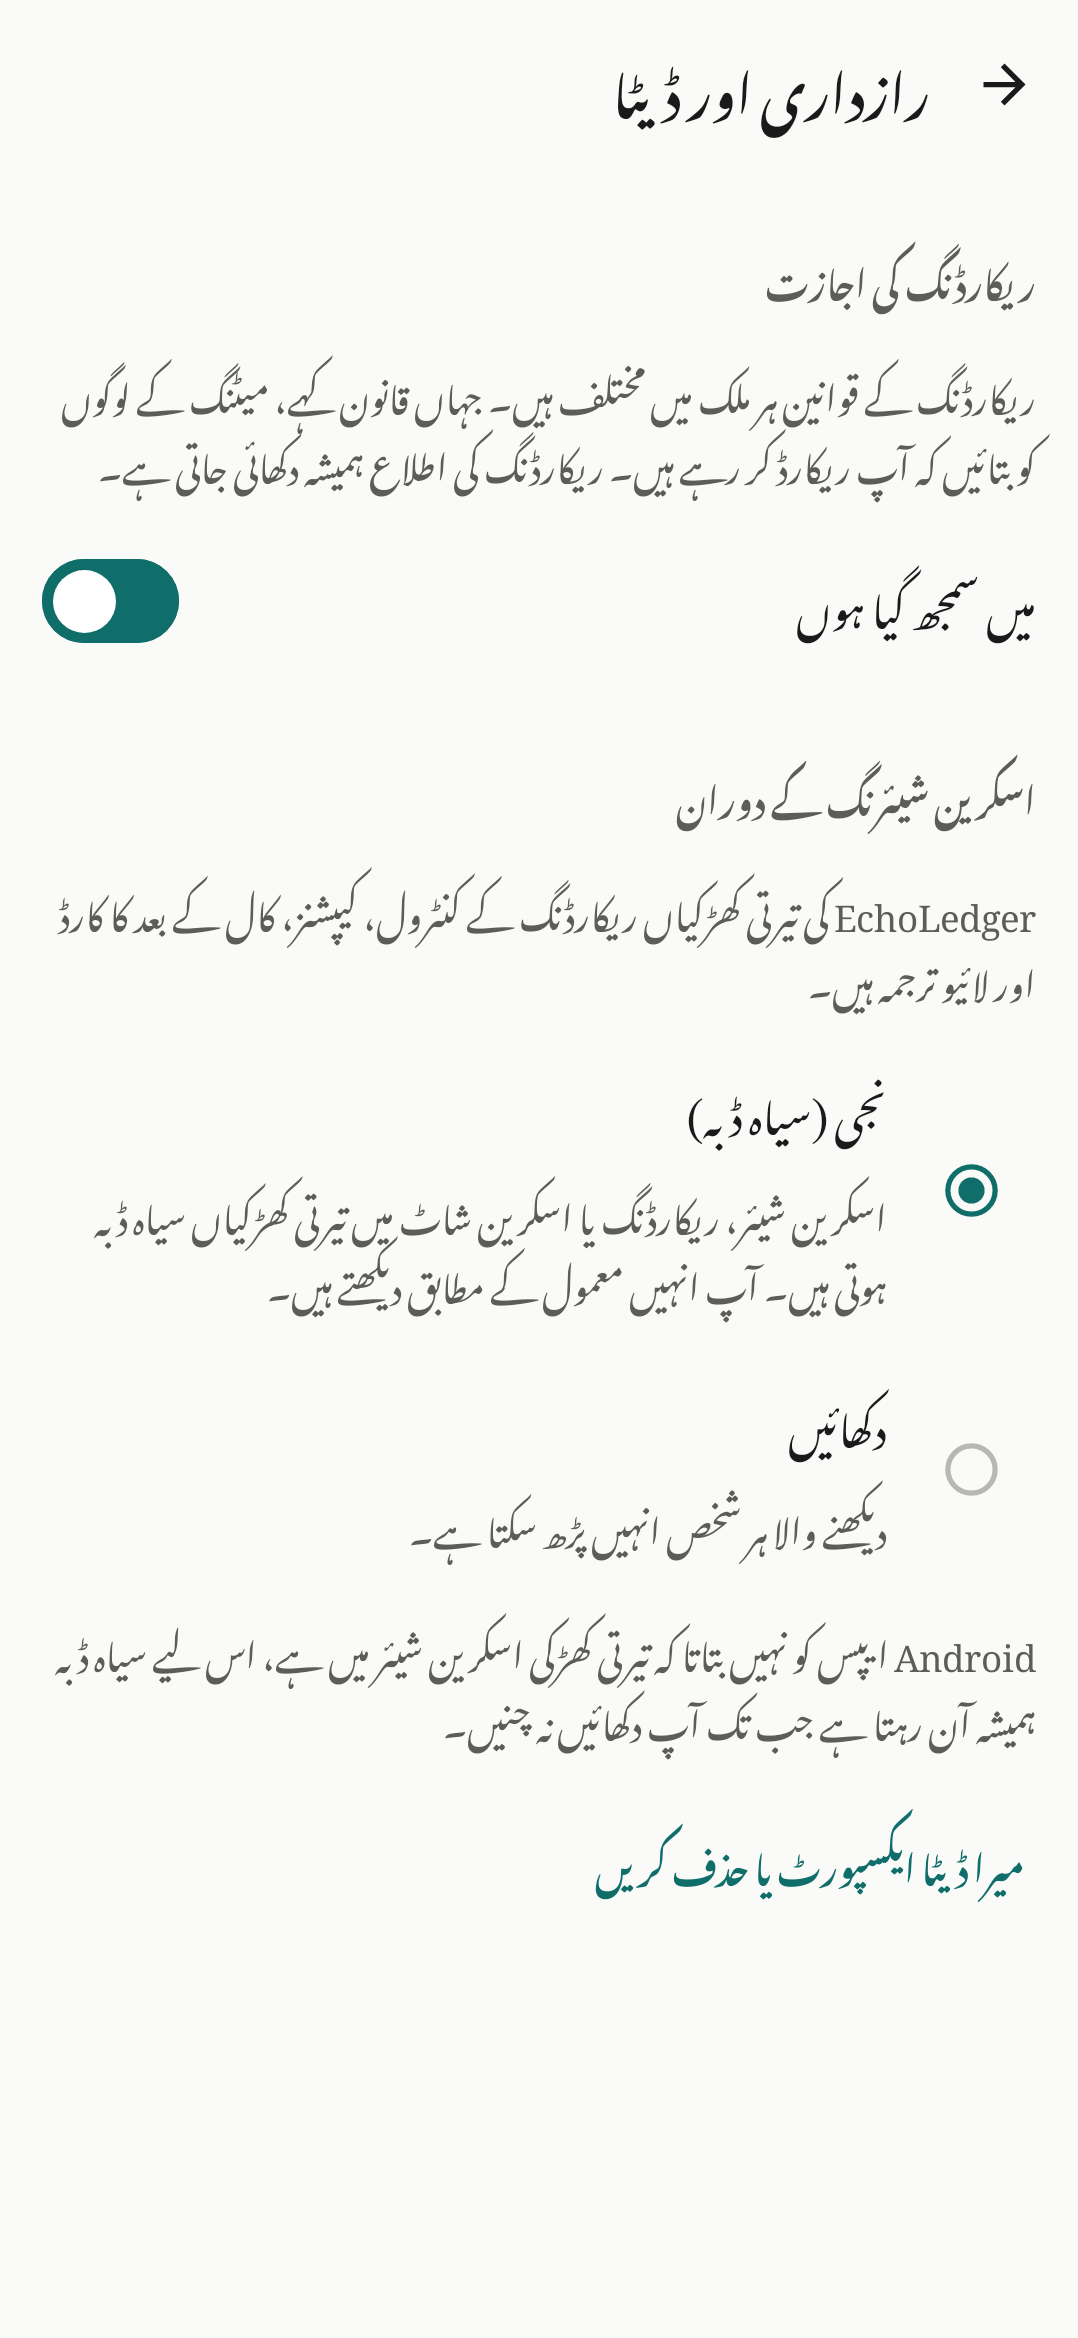 رازداری اور ڈیٹا
ریکارڈنگ کی اجازت
ریکارڈنگ کے قوانین ہر ملک میں مختلف ہیں۔ جہاں قانون کہے، میٹنگ کے لوگوں
کو بتائیں کہ آپ ریکارڈ کر رہے ہیں۔ ریکارڈنگ کی اطلاع ہمیشہ دکھائی جاتی ہے۔
میں سمجھ گیا ہوں
اسکرین شیئرنگ کے دوران
EchoLedger کی تیرتی کھڑکیاں ریکارڈنگ کے کنٹرول، کیپشنز، کال کے بعد کا کارڈ
اور لائیو ترجمہ ہیں۔
نجی (سیاہ ڈبہ)
اسکرین شیئر، ریکارڈنگ یا اسکرین شاٹ میں تیرتی کھڑکیاں سیاہ ڈبہ
ہوتی ہیں۔ آپ انہیں معمول کے مطابق دیکھتے ہیں۔
دکھائیں
دیکھنے والا ہر شخص انہیں پڑھ سکتا ہے۔
Android ایپس کو نہیں بتاتا کہ تیرتی کھڑکی اسکرین شیئر میں ہے، اس لیے سیاہ ڈبہ
ہمیشہ آن رہتا ہے جب تک آپ دکھائیں نہ چنیں۔
میرا ڈیٹا ایکسپورٹ یا حذف کریں